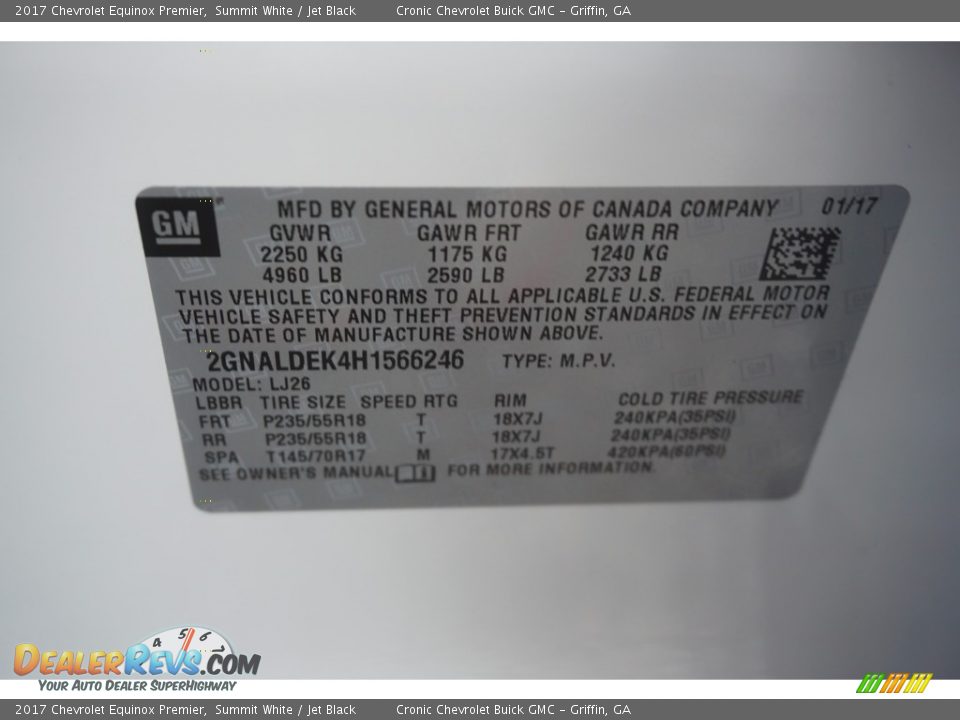 2017 Chevrolet Equinox Premier, Summit White / Jet Black Cronic Chevrolet Buick GMC - Griffin, GA
GM
MFD BY GENERAL MOTORS OF CANADA COMPANY 01/17
GVWR GAWR FRT GAWR RR
2250 KG 1175 KG 1240 KG
4960 LB 2590 LB 2733 LB
THIS VEHICLE CONFORMS TO ALL APPLICABLE U.S. FEDERAL MOTOR
VEHICLE SAFETY AND THEFT PREVENTION STANDARDS IN EFFECT ON
THE DATE OF MANUFACTURE SHOWN ABOVE.
2GNALDEK4H1566246 TYPE: M.P.V.
MODEL: LJ26
LBBR TIRE SIZE SPEED RTG RIM COLD TIRE PRESSURE
FRT P235/55R18 T 18X7J 240KPA(35PSI)
RR P235/55R18 T 18X7J 240KPA(35PSI)
SPA T145/70R17 M 17X4.5T 420KPA(60PSI)
SEE OWNER'S MANUAL FOR MORE INFORMATION.
4 5 6
DEALERREVS.COM
YOUR AUTO DEALER SUPERHIGHWAY
2017 Chevrolet Equinox Premier, Summit White / Jet Black Cronic Chevrolet Buick GMC - Griffin, GA